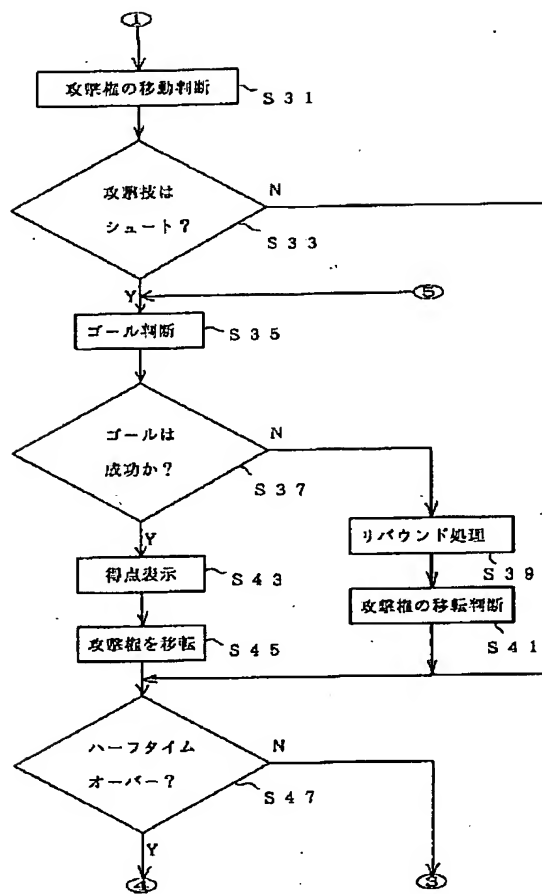 ①
攻撃権の移動判断
S31
攻撃技は
シュート？
N
S33
Y
⑤
ゴール判断
S35
ゴールは
成功か？
N
S37
Y
リバウンド処理
S39
得点表示
S43
攻撃権の移転判断
S41
攻撃権を移転
S45
ハーフタイム
オーバー？
N
S47
Y
④
③